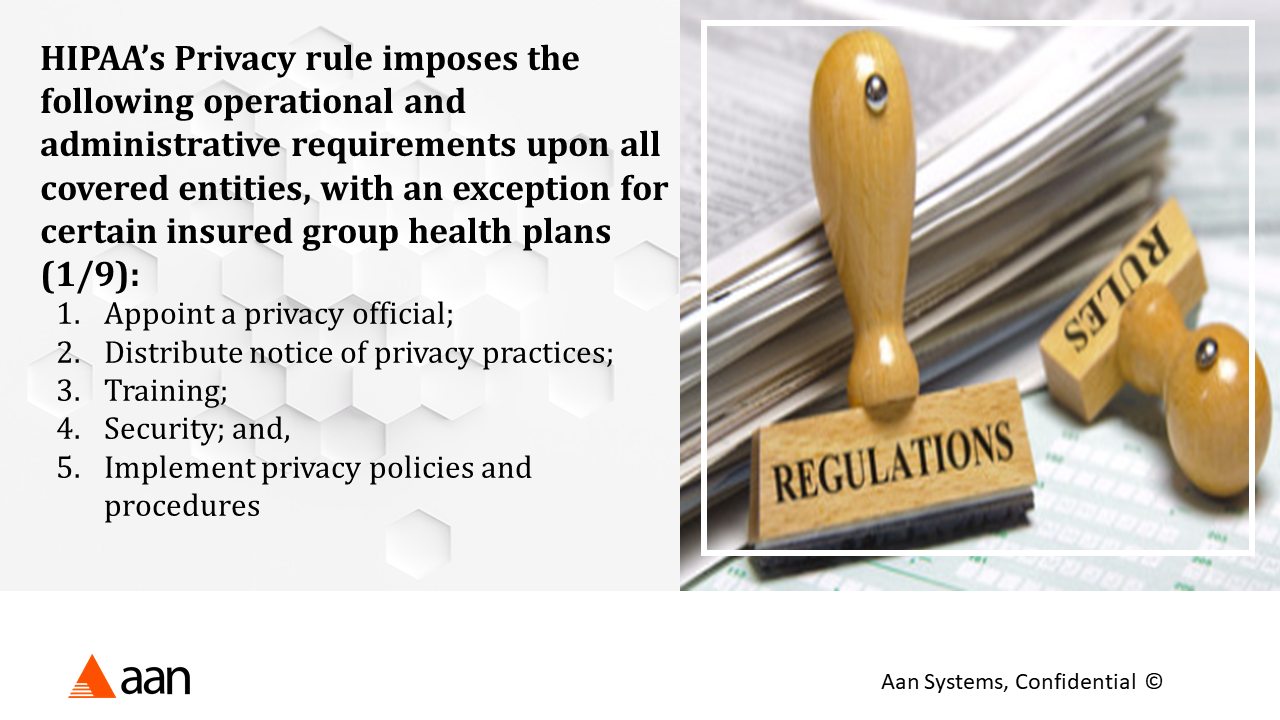 HIPAA’s Privacy rule imposes the
following operational and
administrative requirements upon all
covered entities, with an exception for
certain insured group health plans
(1/9):
1. Appoint a privacy official;
2. Distribute notice of privacy practices;
3. Training;
4. Security; and,
5. Implement privacy policies and
procedures
RULES
REGULATIONS
aan
Aan Systems, Confidential ©